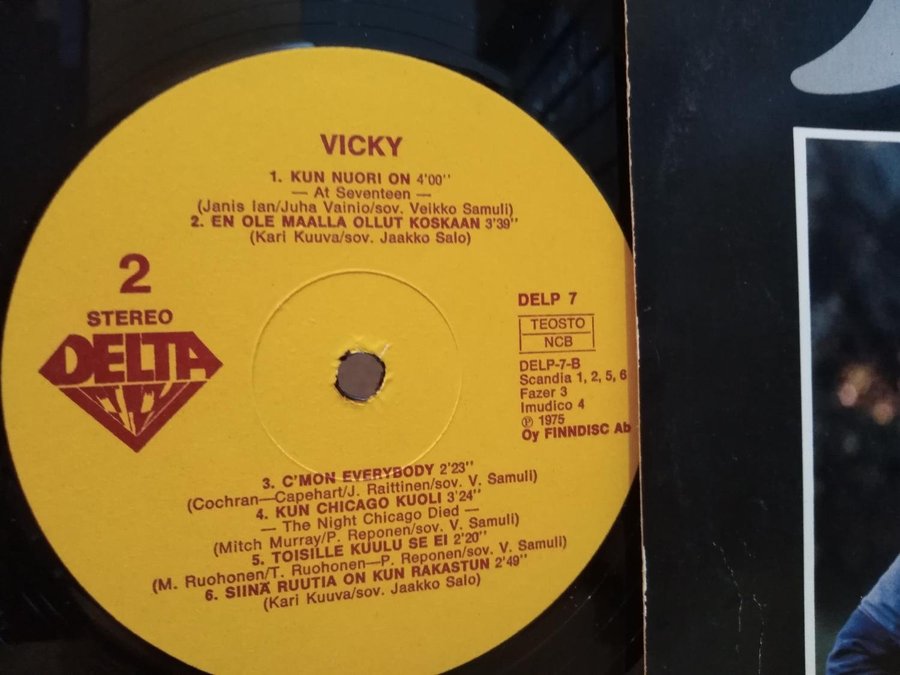 VICKY
1. KUN NUORI ON 4'00''
— At Seventeen —
(Janis Ian/Juha Vainio/sov. Veikko Samuli)
2. EN OLE MAALLA OLLUT KOSKAAN 3'39''
(Kari Kuuva/sov. Jaakko Salo)
2
STEREO
DELTA
DELP 7
TEOSTO
NCB
DELP-7-B
Scandia 1, 2, 5, 6
Fazer 3
Imudico 4
℗ 1975
Oy FINNDISC Ab
3. C'MON EVERYBODY 2'23''
(Cochran—Capehart/J. Raittinen/sov. V. Samuli)
4. KUN CHICAGO KUOLI 3'24''
— The Night Chicago Died —
(Mitch Murray/P. Reponen/sov. V. Samuli)
5. TOISILLE KUULU SE EI 2'20''
(M. Ruohonen/T. Ruohonen—P. Reponen/sov. V. Samuli)
6. SIINÄ RUUTIA ON KUN RAKASTUN 2'49''
(Kari Kuuva/sov. Jaakko Salo)